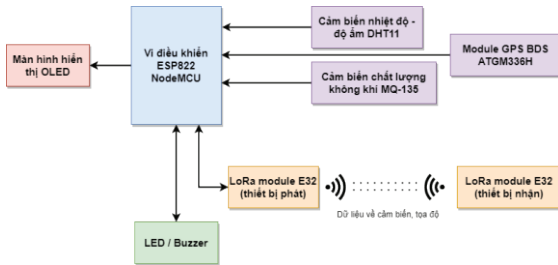 Màn hình hiển
thị OLED
Vi điều khiển
ESP822
NodeMCU
Cảm biến nhiệt độ -
độ ẩm DHT11
Cảm biến chất lượng
không khí MQ-135
Module GPS BDS
ATGM336H
LoRa module E32
(thiết bị phát)
LoRa module E32
(thiết bị nhận)
Dữ liệu về cảm biến, tọa độ
LED / Buzzer